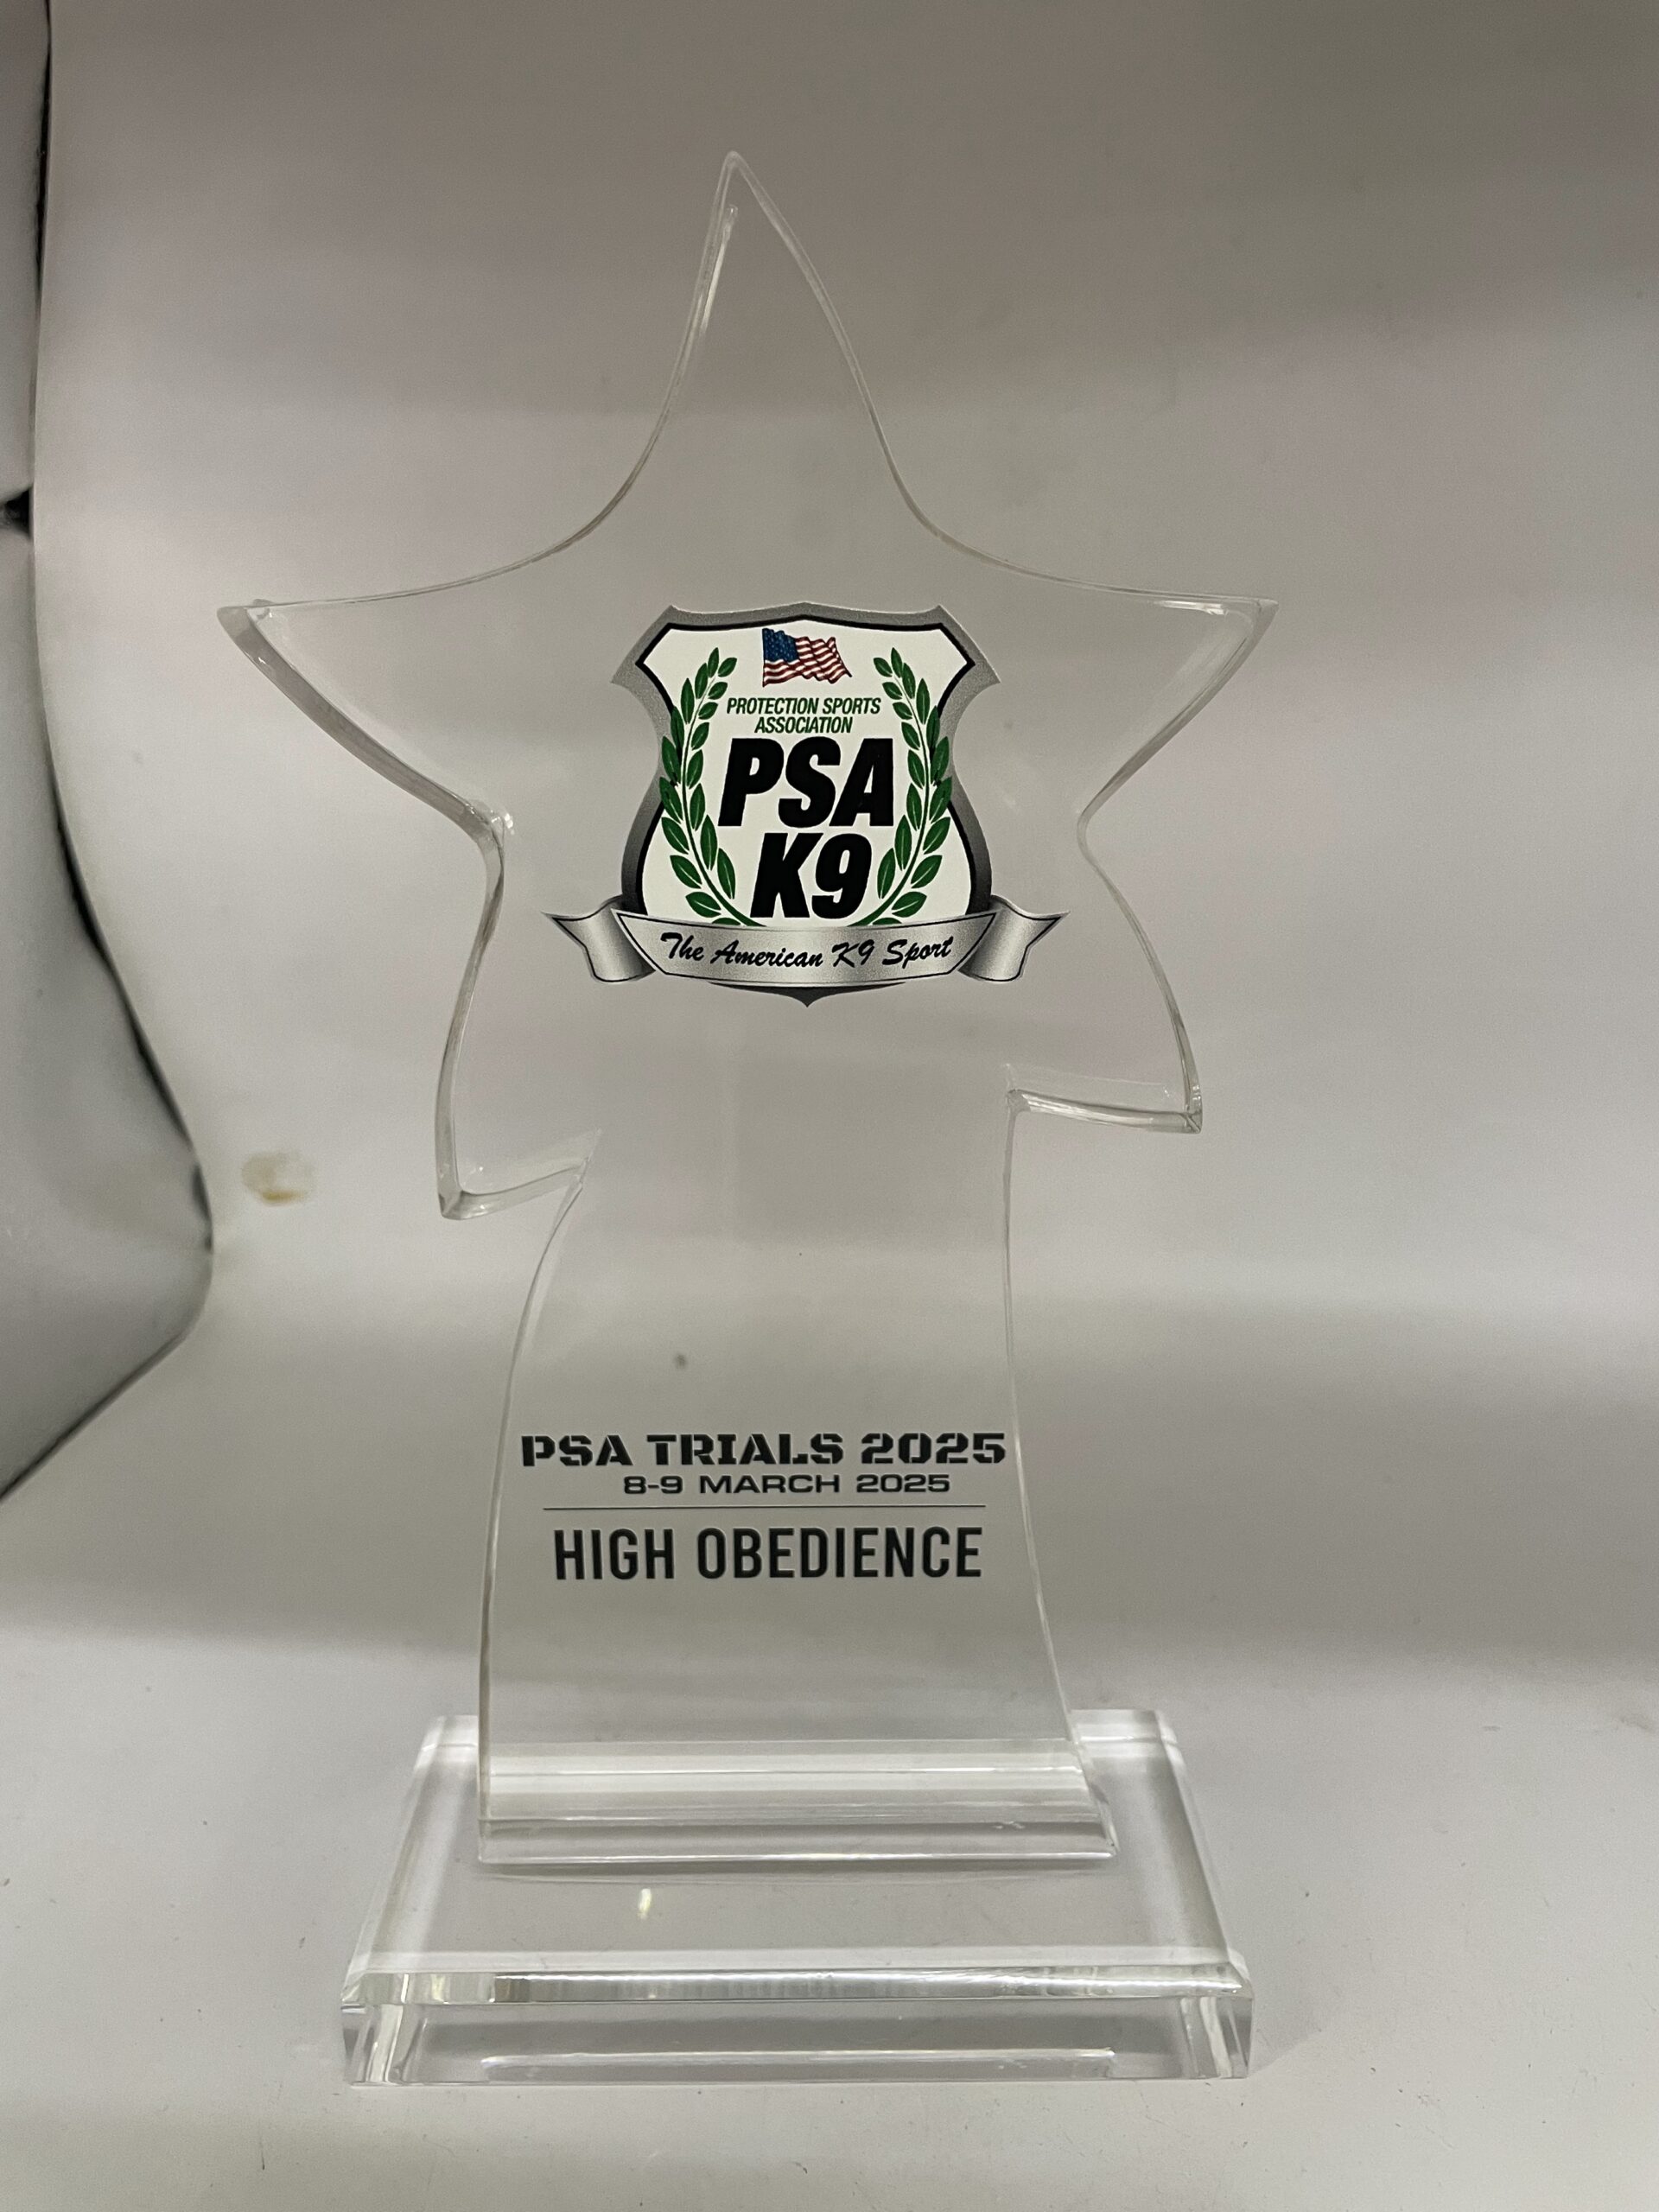 PROTECTION SPORTS
ASSOCIATION
PSA
K9
The American K9 Sport
PSA TRIALS 2025
8-9 MARCH 2025
HIGH OBEDIENCE